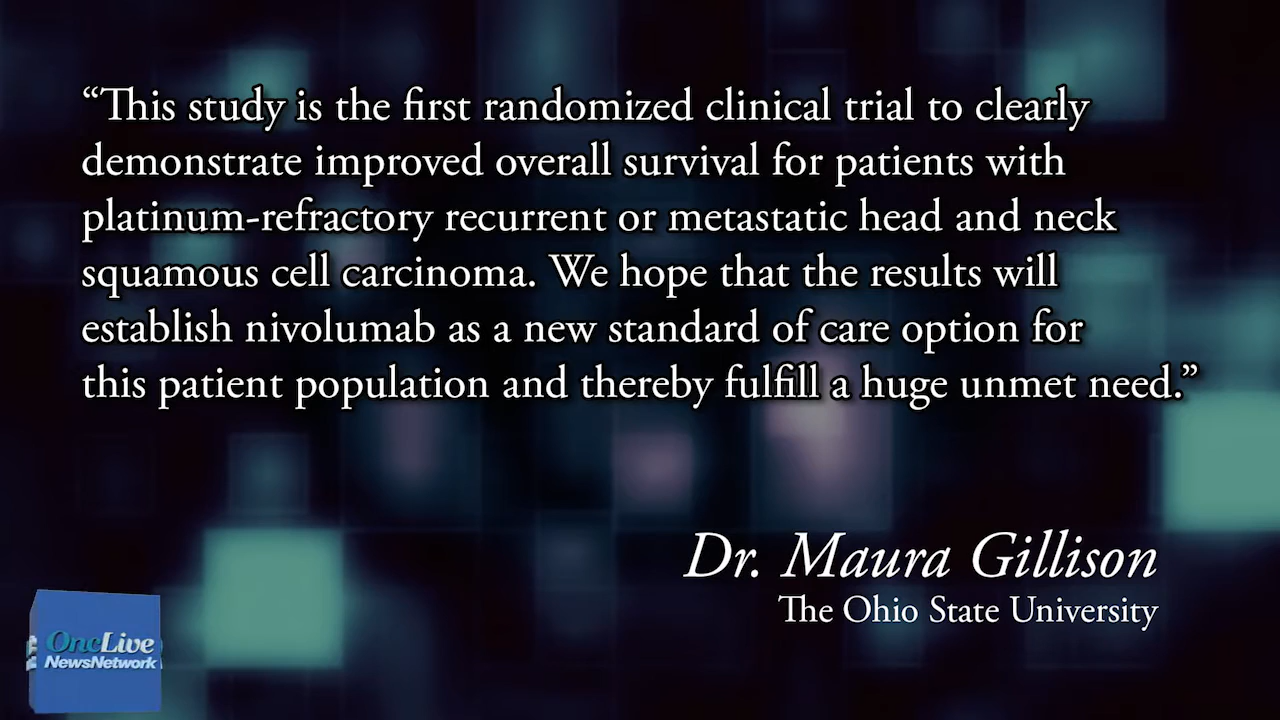 “This study is the first randomized clinical trial to clearly
demonstrate improved overall survival for patients with
platinum-refractory recurrent or metastatic head and neck
squamous cell carcinoma. We hope that the results will
establish nivolumab as a new standard of care option for
this patient population and thereby fulfill a huge unmet need.”
Dr. Maura Gillison
The Ohio State University
OncLive
NewsNetwork